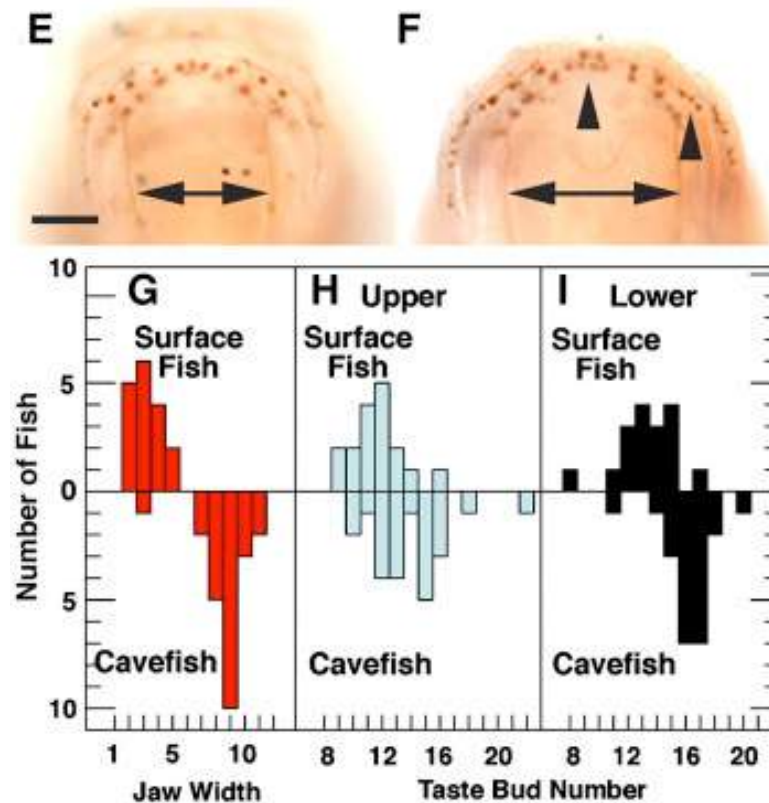 E
F
10
5
0
5
10
Number of Fish
G
Surface
Fish
Cavefish
1 5 10
Jaw Width
H Upper
Surface
Fish
Cavefish
8 12 16 20
I Lower
Surface
Fish
Cavefish
8 12 16 20
Taste Bud Number